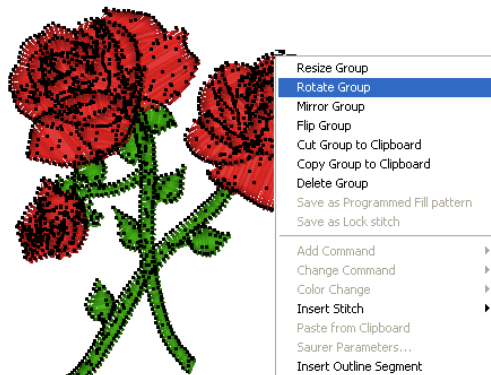 Resize Group
Rotate Group
Mirror Group
Flip Group
Cut Group to Clipboard
Copy Group to Clipboard
Delete Group
Save as Programmed Fill pattern
Save as Lock stitch
Add Command
Change Command
Color Change
Insert Stitch
Paste from Clipboard
Saurer Parameters...
Insert Outline Segment